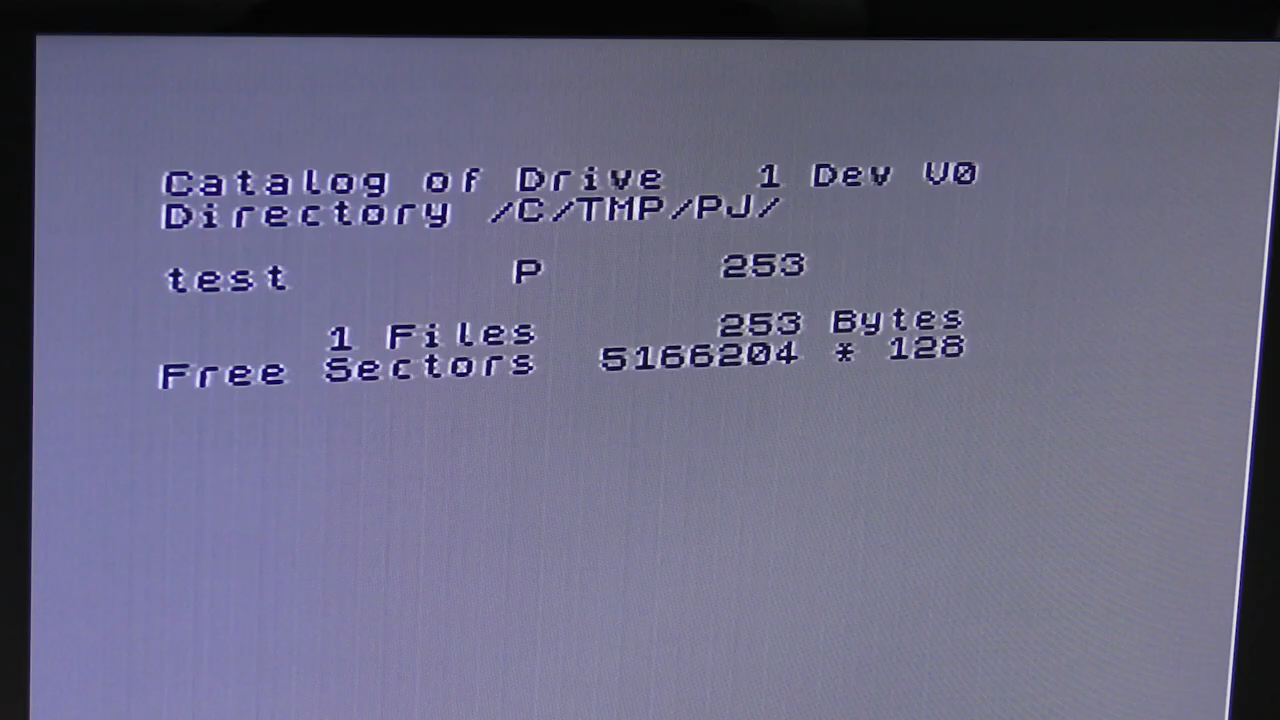 Catalog of Drive 1 Dev V0
Directory /C/TMP/PJ/
test P 253
1 Files 253 Bytes
Free Sectors 5166204 * 128